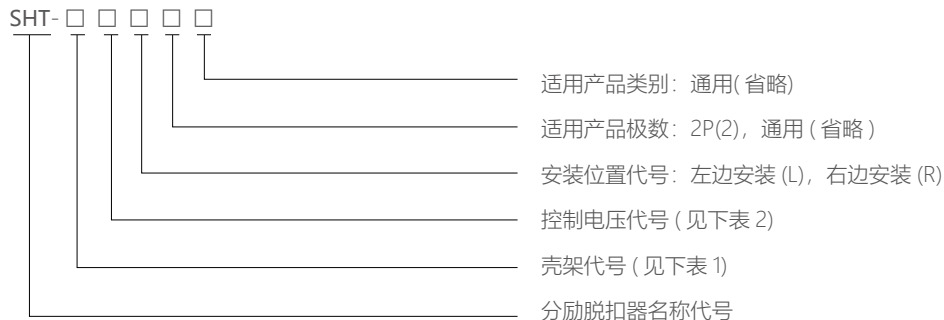 SHT-□ □ □ □ □
适用产品类别：通用( 省略)
适用产品极数：2P(2)，通用 ( 省略 )
安装位置代号：左边安装 (L)，右边安装 (R)
控制电压代号 ( 见下表 2)
壳架代号 ( 见下表 1)
分励脱扣器名称代号